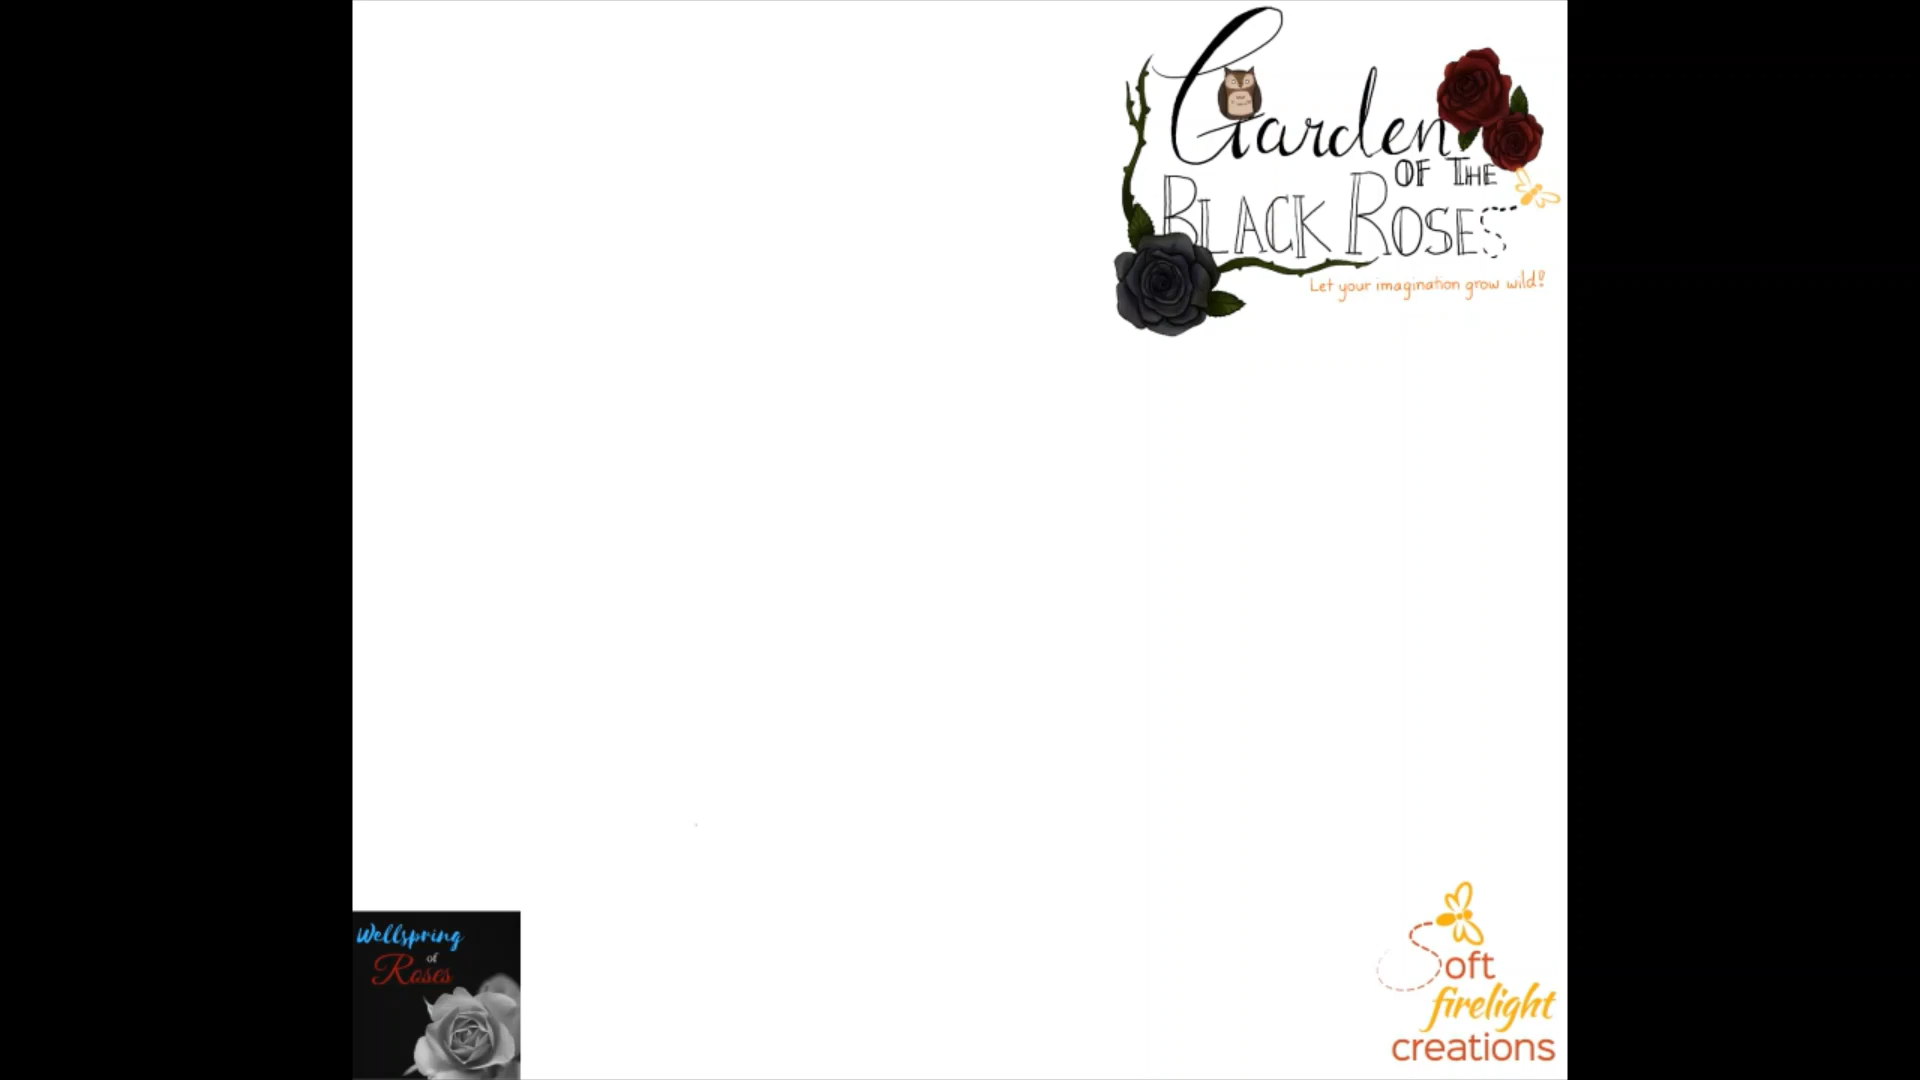 Garden
OF THE
BLACK ROSES
Let your imagination grow wild!
Wellspring
of
Roses
Soft
firelight
creations